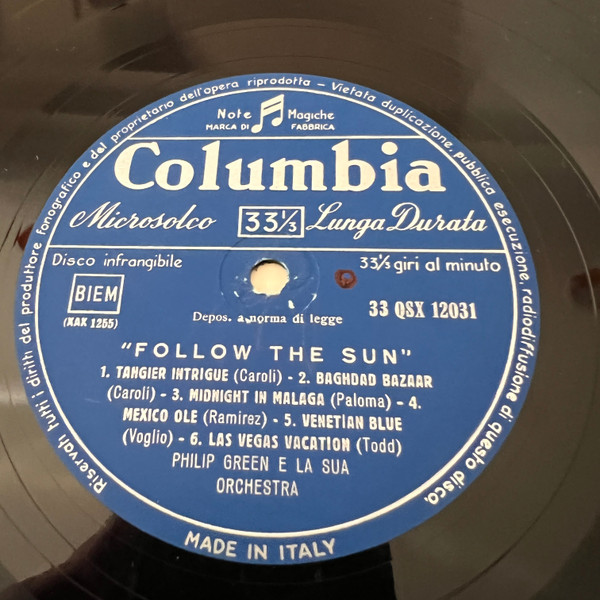 Riservati tutti i diritti del produttore fonografico e del proprietario dell'opera riprodotta - Vietata duplicazione, pubblica esecuzione, radiodiffusione di questo disco.
Note Magiche
MARCA DI FABBRICA
Columbia
Microsolco 33⅓ Lunga Durata
Disco infrangibile 33⅓ giri al minuto
BIEM
(XAX 1255)
Depos. a norma di legge
33 QSX 12031
"FOLLOW THE SUN"
1. TANGIER INTRIGUE (Caroli) - 2. BAGHDAD BAZAAR
(Caroli) - 3. MIDNIGHT IN MALAGA (Paloma) - 4.
MEXICO OLE (Ramirez) - 5. VENETIAN BLUE
(Voglio) - 6. LAS VEGAS VACATION (Todd)
PHILIP GREEN E LA SUA
ORCHESTRA
MADE IN ITALY